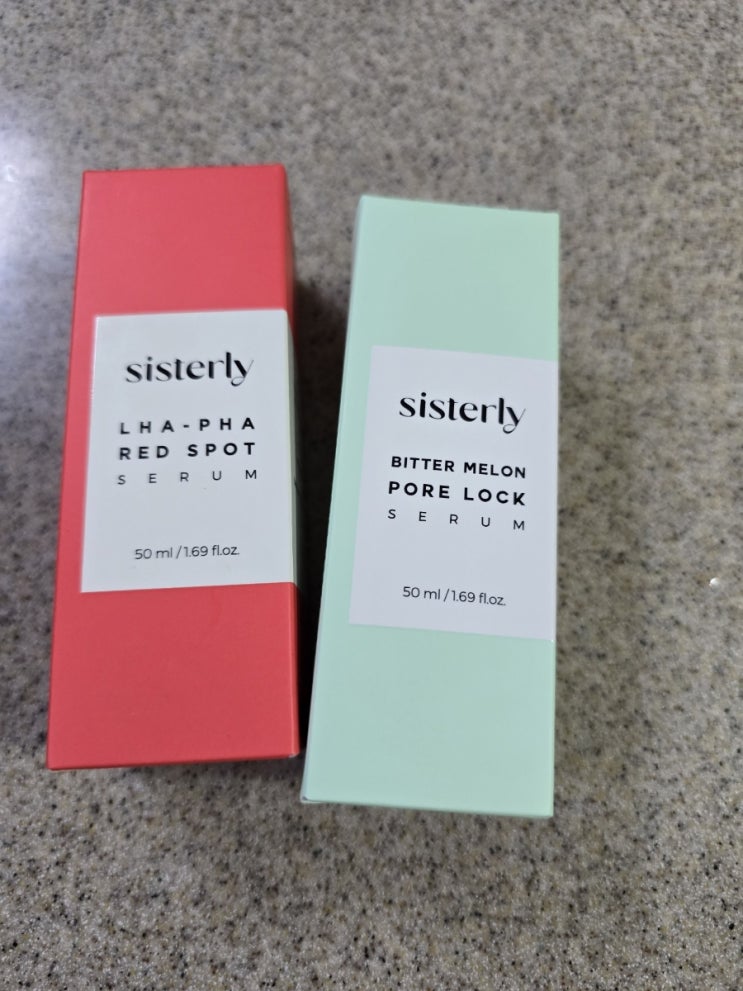 sisterly
LHA-PHA
RED SPOT
SERUM
50 ml / 1.69 fl.oz.
sisterly
BITTER MELON
PORE LOCK
SERUM
50 ml / 1.69 fl.oz.